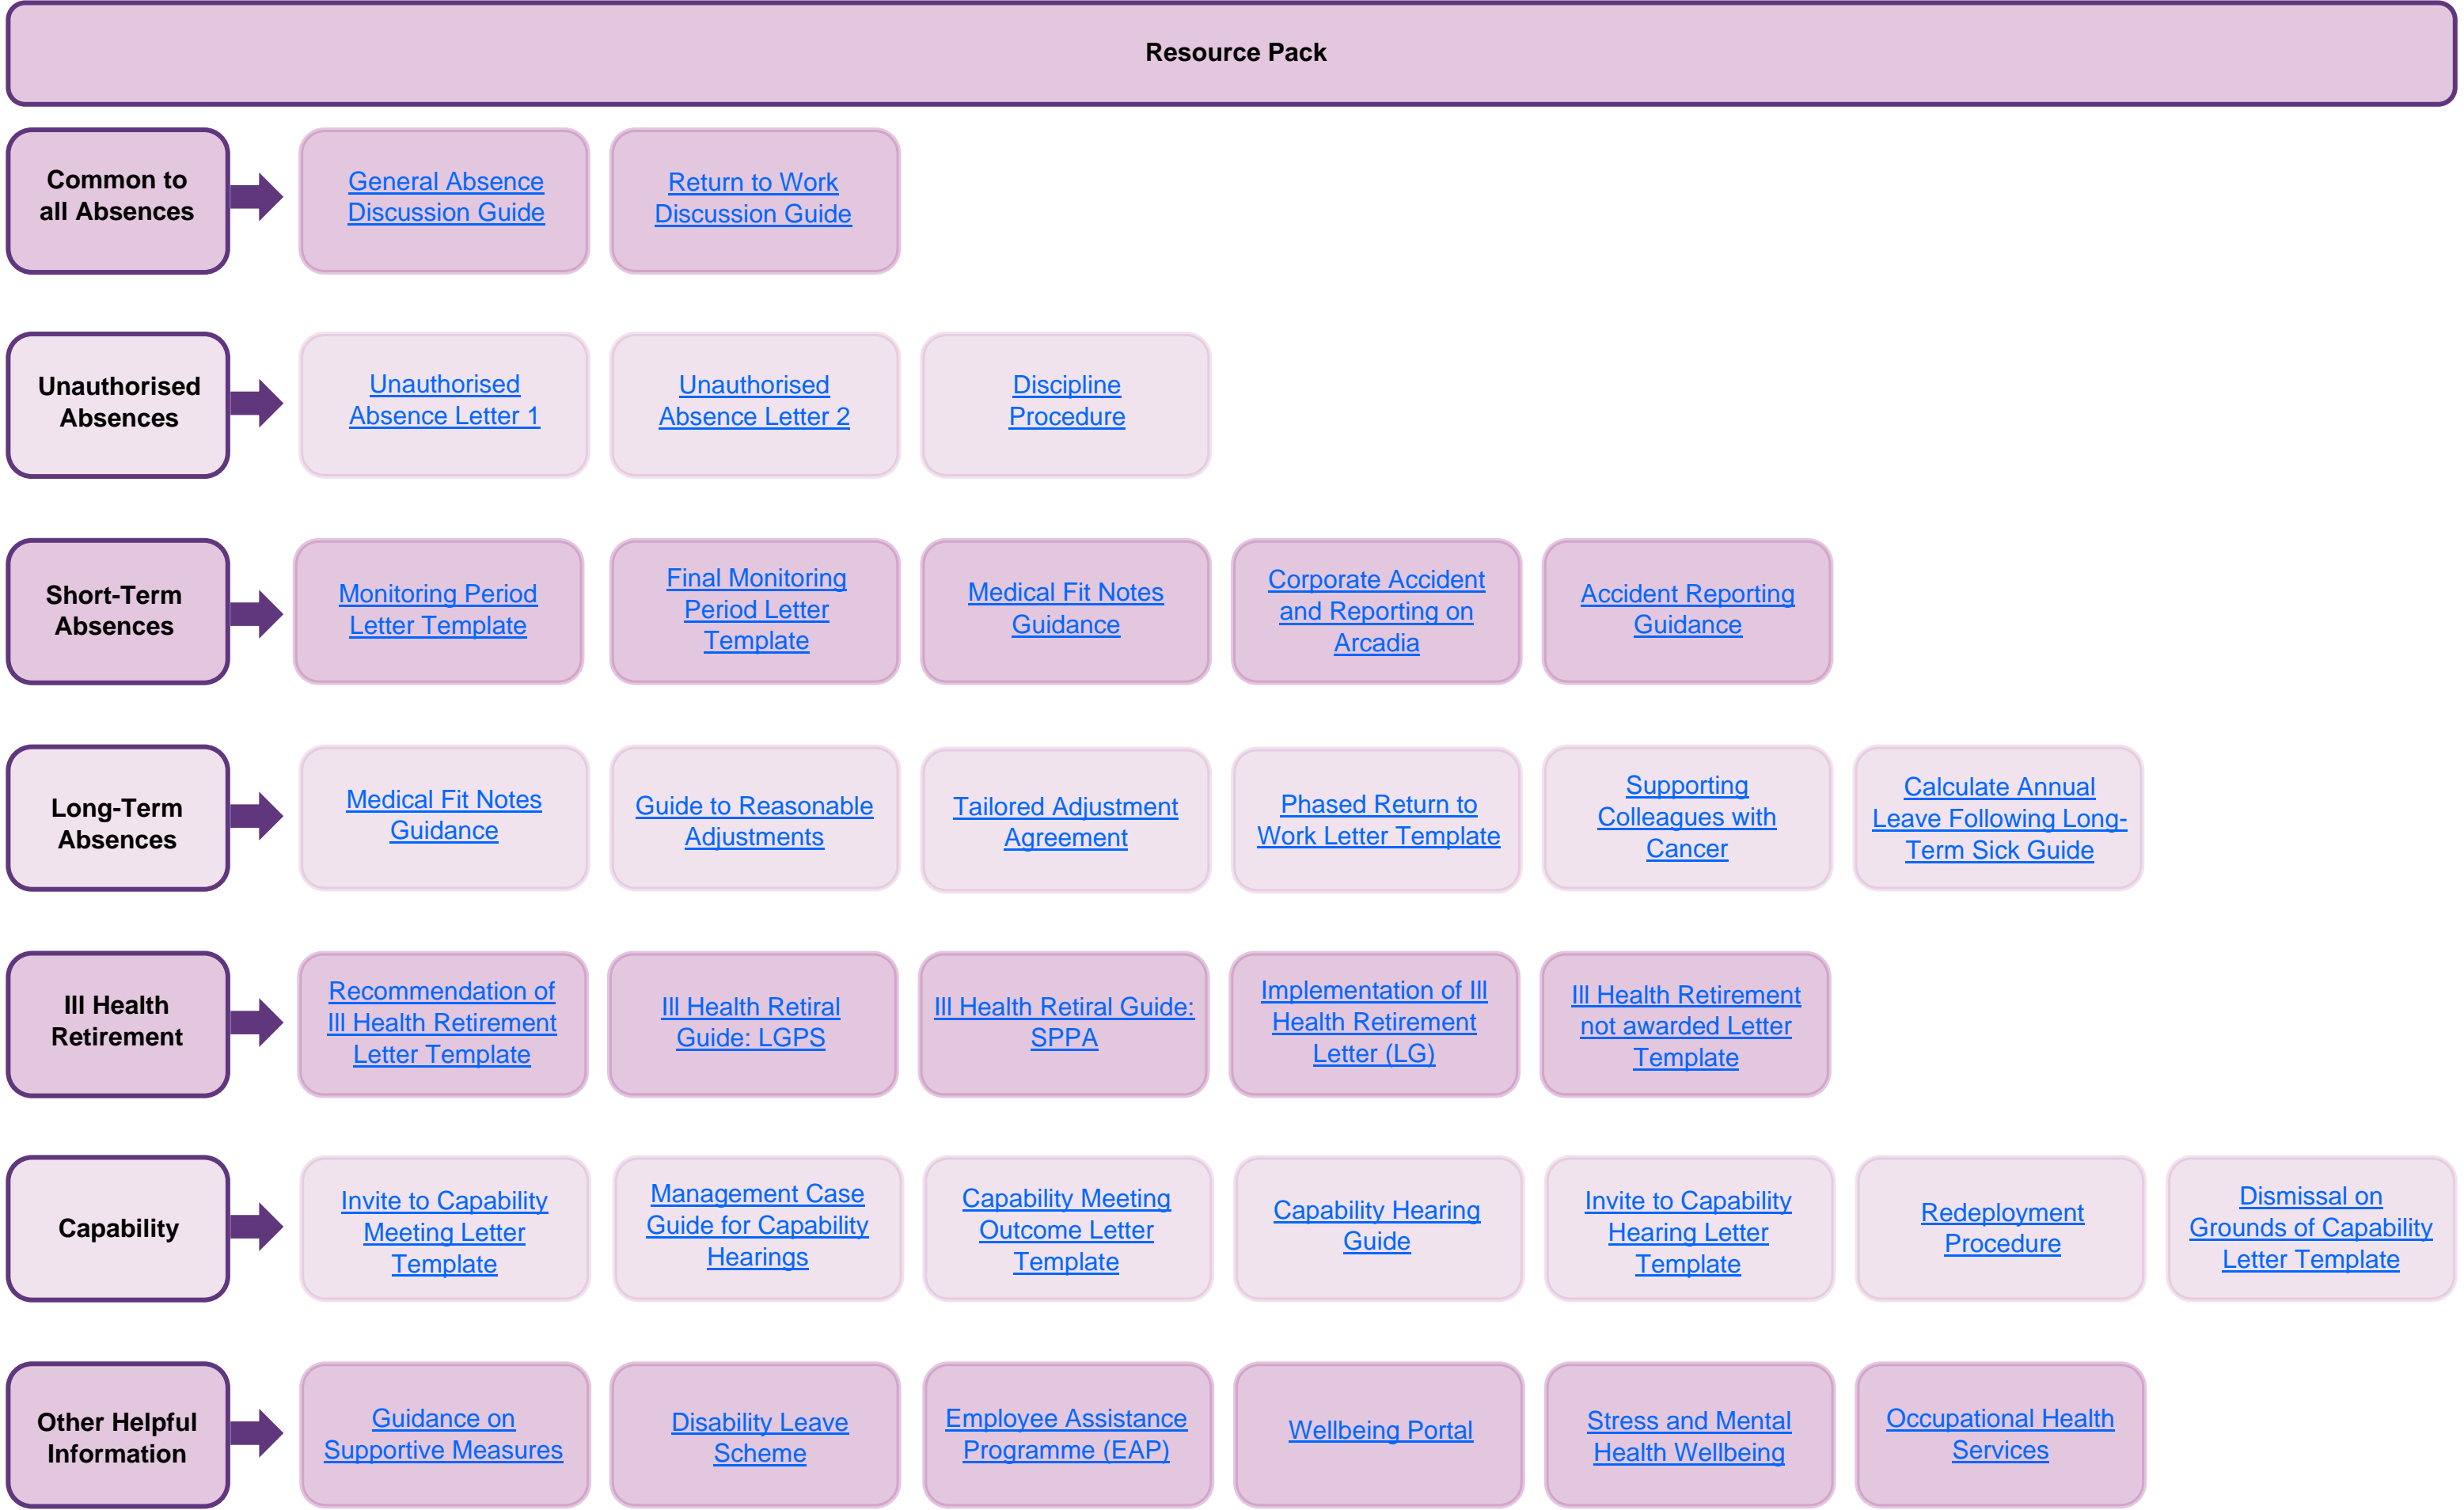 Resource Pack
Common to
all Absences
General Absence
Discussion Guide
Return to Work
Discussion Guide
Unauthorised
Absences
Unauthorised
Absence Letter 1
Unauthorised
Absence Letter 2
Discipline
Procedure
Short-Term
Absences
Monitoring Period
Letter Template
Final Monitoring
Period Letter
Template
Medical Fit Notes
Guidance
Corporate Accident
and Reporting on
Arcadia
Accident Reporting
Guidance
Long-Term
Absences
Medical Fit Notes
Guidance
Guide to Reasonable
Adjustments
Tailored Adjustment
Agreement
Phased Return to
Work Letter Template
Supporting
Colleagues with
Cancer
Calculate Annual
Leave Following Long-
Term Sick Guide
Ill Health
Retirement
Recommendation of
Ill Health Retirement
Letter Template
Ill Health Retiral
Guide: LGPS
Ill Health Retiral Guide:
SPPA
Implementation of Ill
Health Retirement
Letter (LG)
Ill Health Retirement
not awarded Letter
Template
Capability
Invite to Capability
Meeting Letter
Template
Management Case
Guide for Capability
Hearings
Capability Meeting
Outcome Letter
Template
Capability Hearing
Guide
Invite to Capability
Hearing Letter
Template
Redeployment
Procedure
Dismissal on
Grounds of Capability
Letter Template
Other Helpful
Information
Guidance on
Supportive Measures
Disability Leave
Scheme
Employee Assistance
Programme (EAP)
Wellbeing Portal
Stress and Mental
Health Wellbeing
Occupational Health
Services